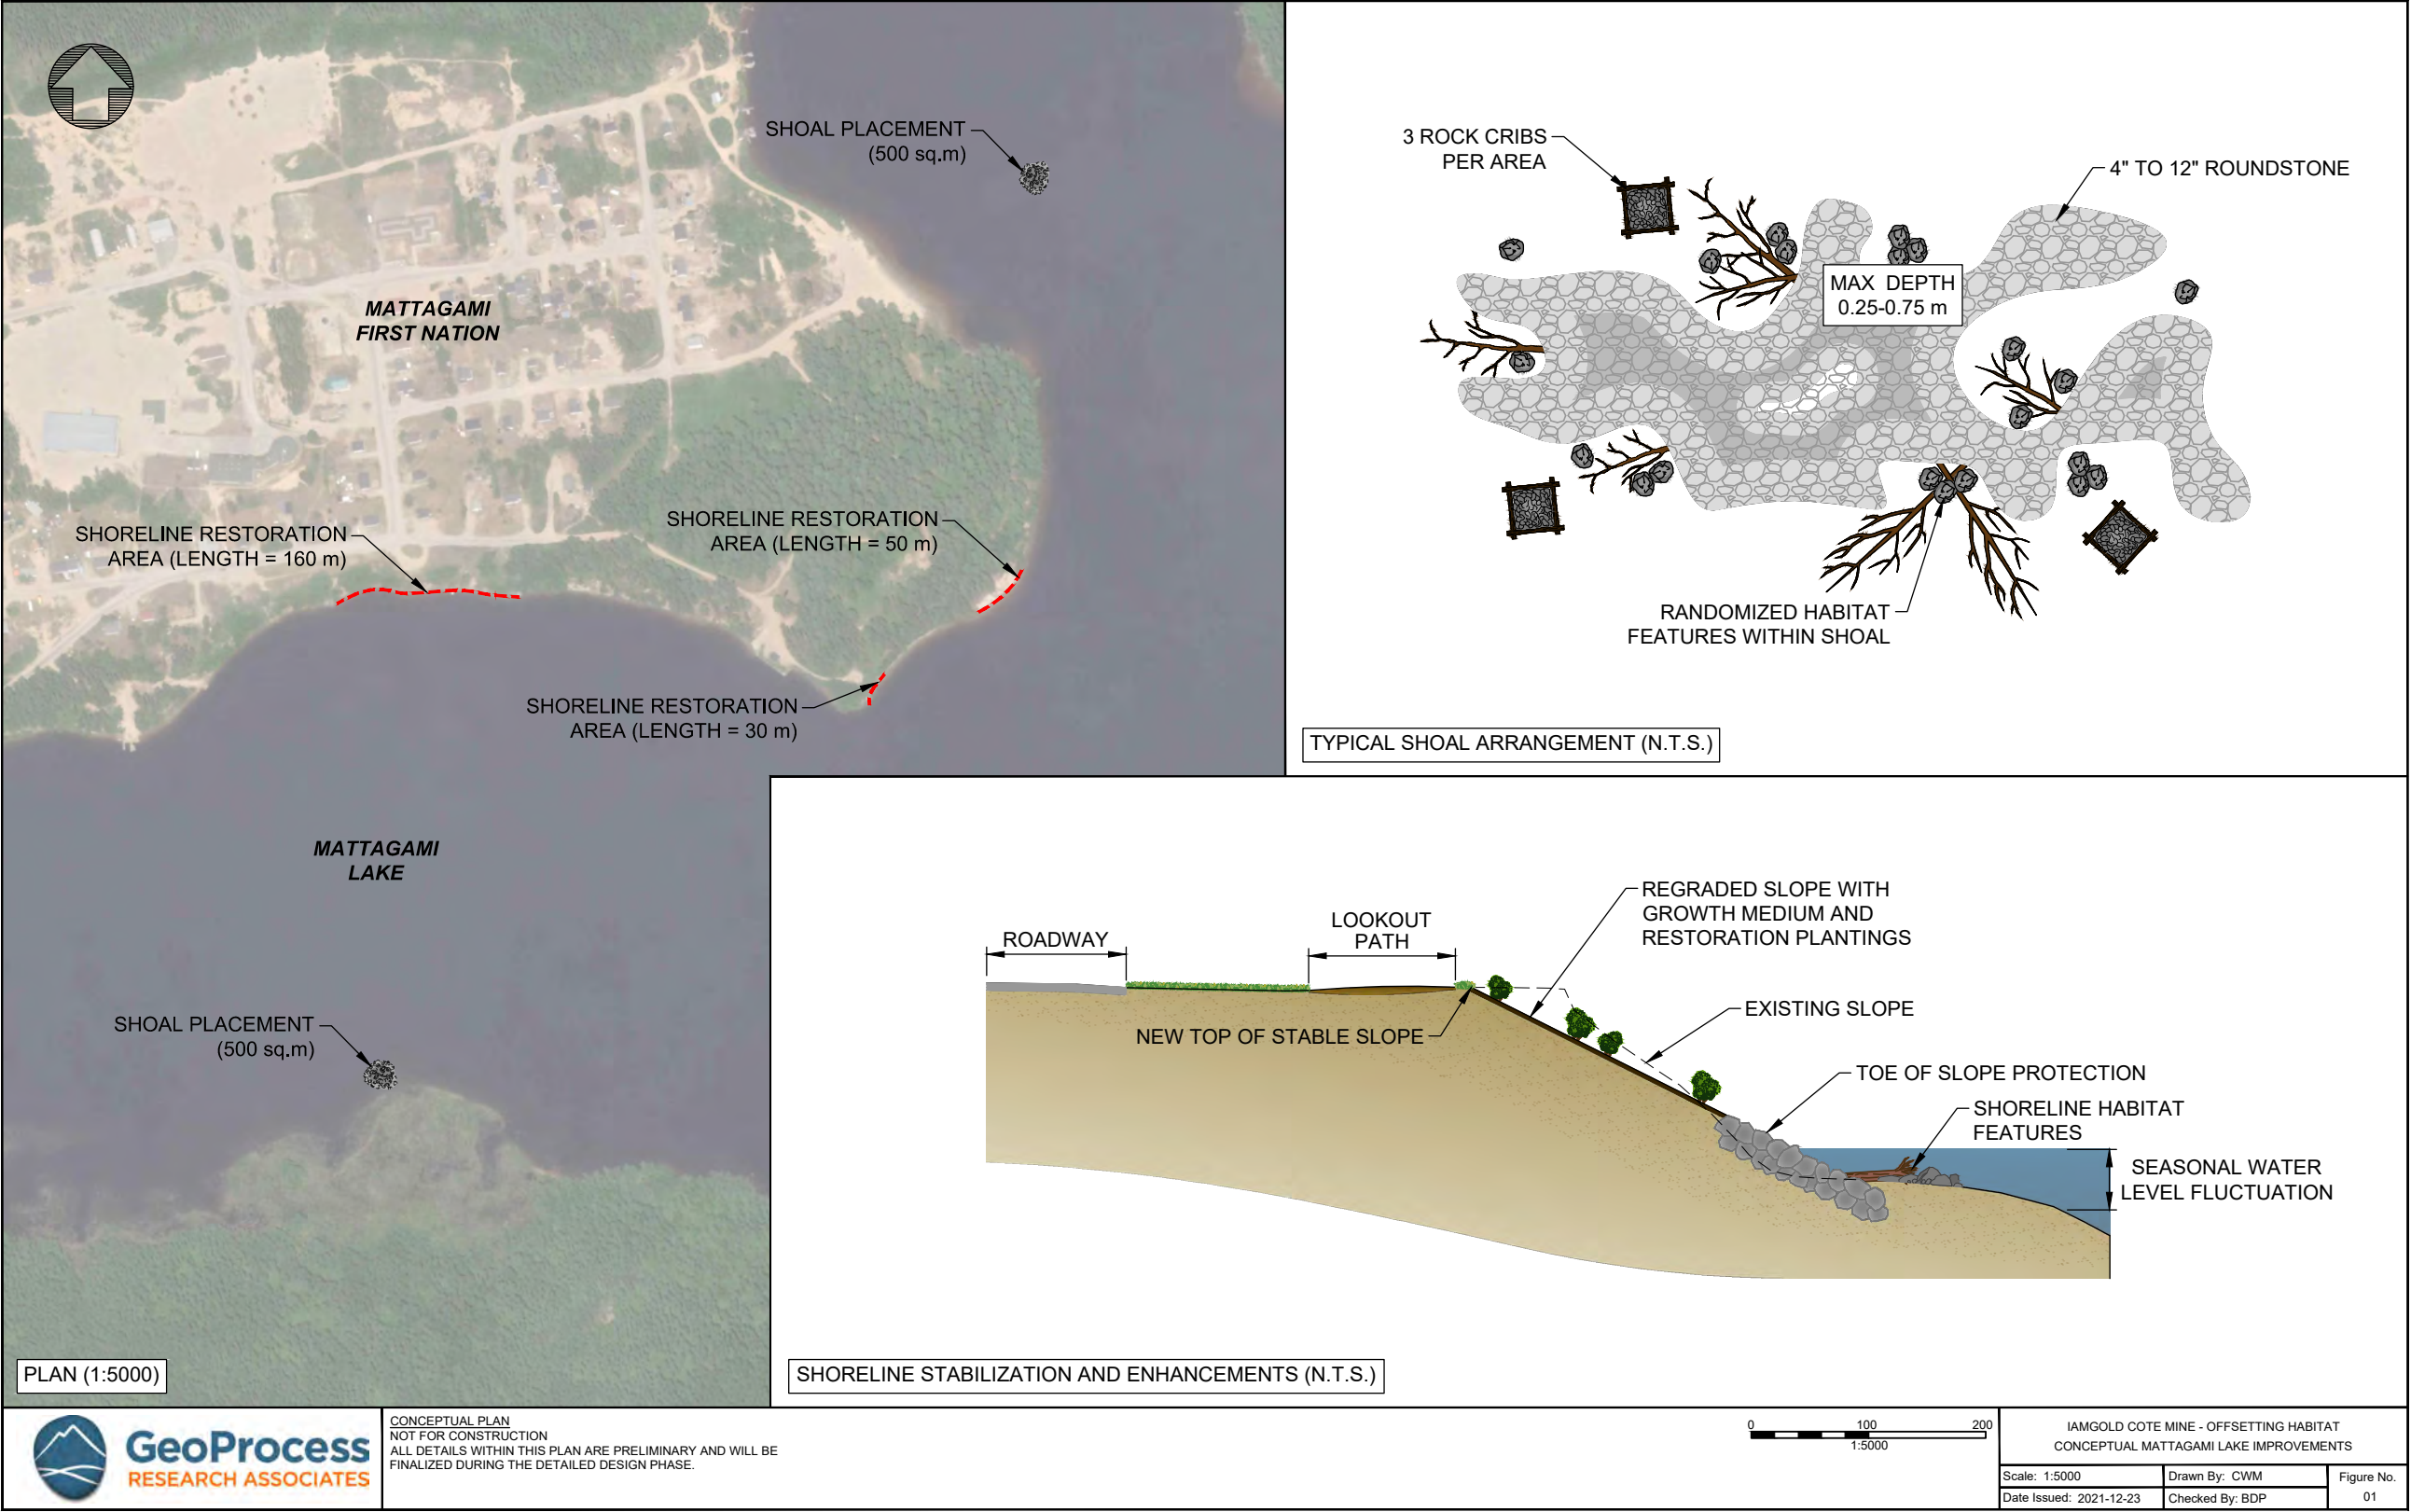 SHOAL PLACEMENT
(500 sq.m)
MATTAGAMI
FIRST NATION
SHORELINE RESTORATION
AREA (LENGTH = 160 m)
SHORELINE RESTORATION
AREA (LENGTH = 50 m)
SHORELINE RESTORATION
AREA (LENGTH = 30 m)
MATTAGAMI
LAKE
SHOAL PLACEMENT
(500 sq.m)
PLAN (1:5000)
3 ROCK CRIBS
PER AREA
4" TO 12" ROUNDSTONE
MAX DEPTH
0.25-0.75 m
RANDOMIZED HABITAT
FEATURES WITHIN SHOAL
TYPICAL SHOAL ARRANGEMENT (N.T.S.)
ROADWAY
LOOKOUT
PATH
REGRADED SLOPE WITH
GROWTH MEDIUM AND
RESTORATION PLANTINGS
NEW TOP OF STABLE SLOPE
EXISTING SLOPE
TOE OF SLOPE PROTECTION
SHORELINE HABITAT
FEATURES
SEASONAL WATER
LEVEL FLUCTUATION
SHORELINE STABILIZATION AND ENHANCEMENTS (N.T.S.)
GeoProcess
RESEARCH ASSOCIATES
CONCEPTUAL PLAN
NOT FOR CONSTRUCTION
ALL DETAILS WITHIN THIS PLAN ARE PRELIMINARY AND WILL BE
FINALIZED DURING THE DETAILED DESIGN PHASE.
0 100 200
1:5000
IAMGOLD COTE MINE - OFFSETTING HABITAT
CONCEPTUAL MATTAGAMI LAKE IMPROVEMENTS
Scale: 1:5000
Drawn By: CWM
Figure No.
Date Issued: 2021-12-23
Checked By: BDP
01